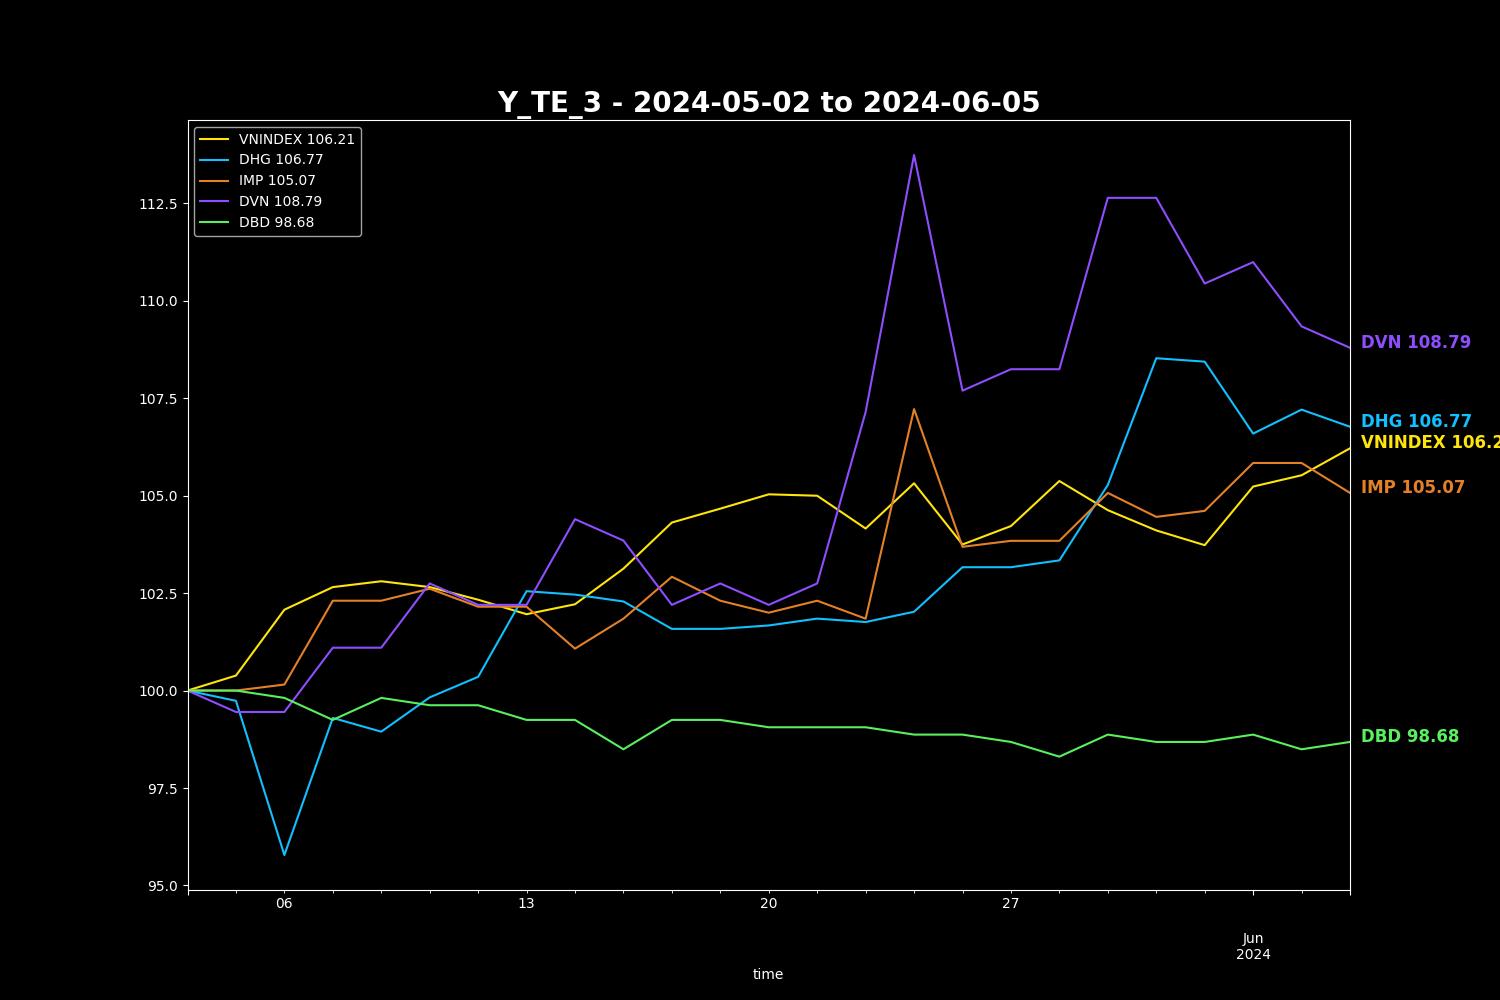 Y_TE_3 - 2024-05-02 to 2024-06-05
VNINDEX 106.21
DHG 106.77
IMP 105.07
DVN 108.79
DBD 98.68
112.5
110.0
107.5
105.0
102.5
100.0
97.5
95.0
DVN 108.79
DHG 106.77
VNINDEX 106.2
IMP 105.07
DBD 98.68
06 13 20 27
Jun
2024
time